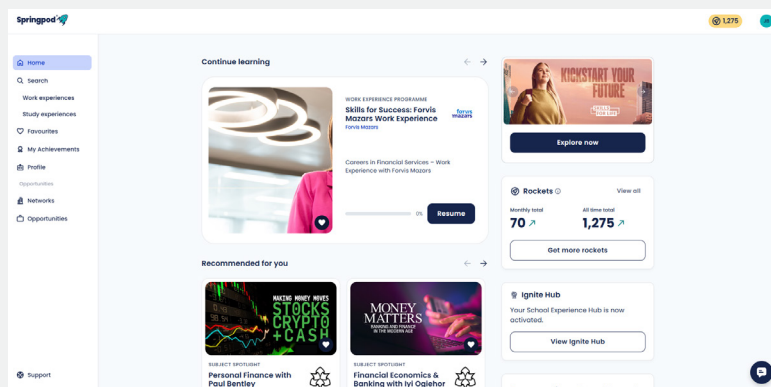 Springpod
1,275
Home
Search
Work experiences
Study experiences
Favourites
My Achievements
Profile
Opportunities
Networks
Opportunities
Support
Continue learning
WORK EXPERIENCE PROGRAMME
Skills for Success: Forvis
Mazars Work Experience
Forvis Mazars
forvis
mazars
Careers in Financial Services – Work
Experience with Forvis Mazars
0%
Resume
Recommended for you
MAKING MONEY MOVES
STOCKS
CRYPTO
+CASH
SUBJECT SPOTLIGHT
Personal Finance with
Paul Bentley
MONEY
MATTERS
BANKING AND FINANCE
IN THE MODERN AGE
SUBJECT SPOTLIGHT
Financial Economics &
Banking with Iyi Ogiehor
KICKSTART YOUR
FUTURE
SKILLS
FOR LIFE
Explore now
Rockets
View all
Monthly total
All time total
70
1,275
Get more rockets
Ignite Hub
Your School Experience Hub is now
activated.
View Ignite Hub